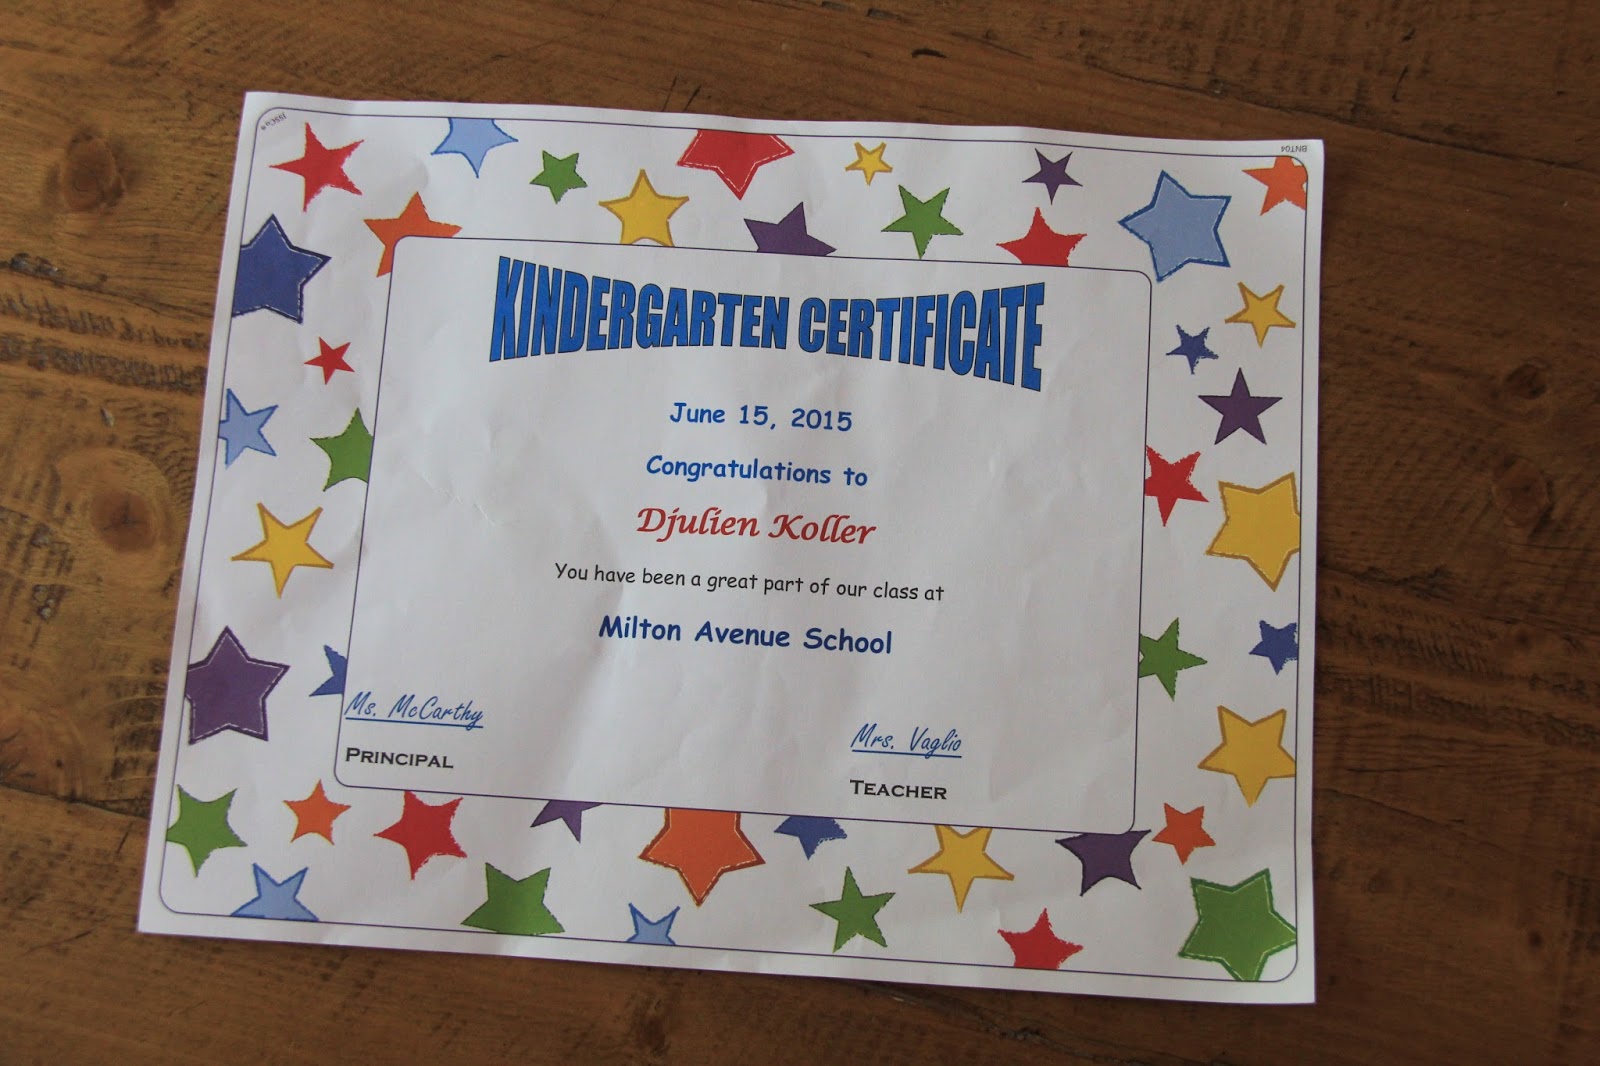 KINDERGARTEN CERTIFICATE
June 15, 2015
Congratulations to
Djulien Koller
You have been a great part of our class at
Milton Avenue School
Ms. McCarthy
PRINCIPAL
Mrs. Vaglio
TEACHER
BNT04